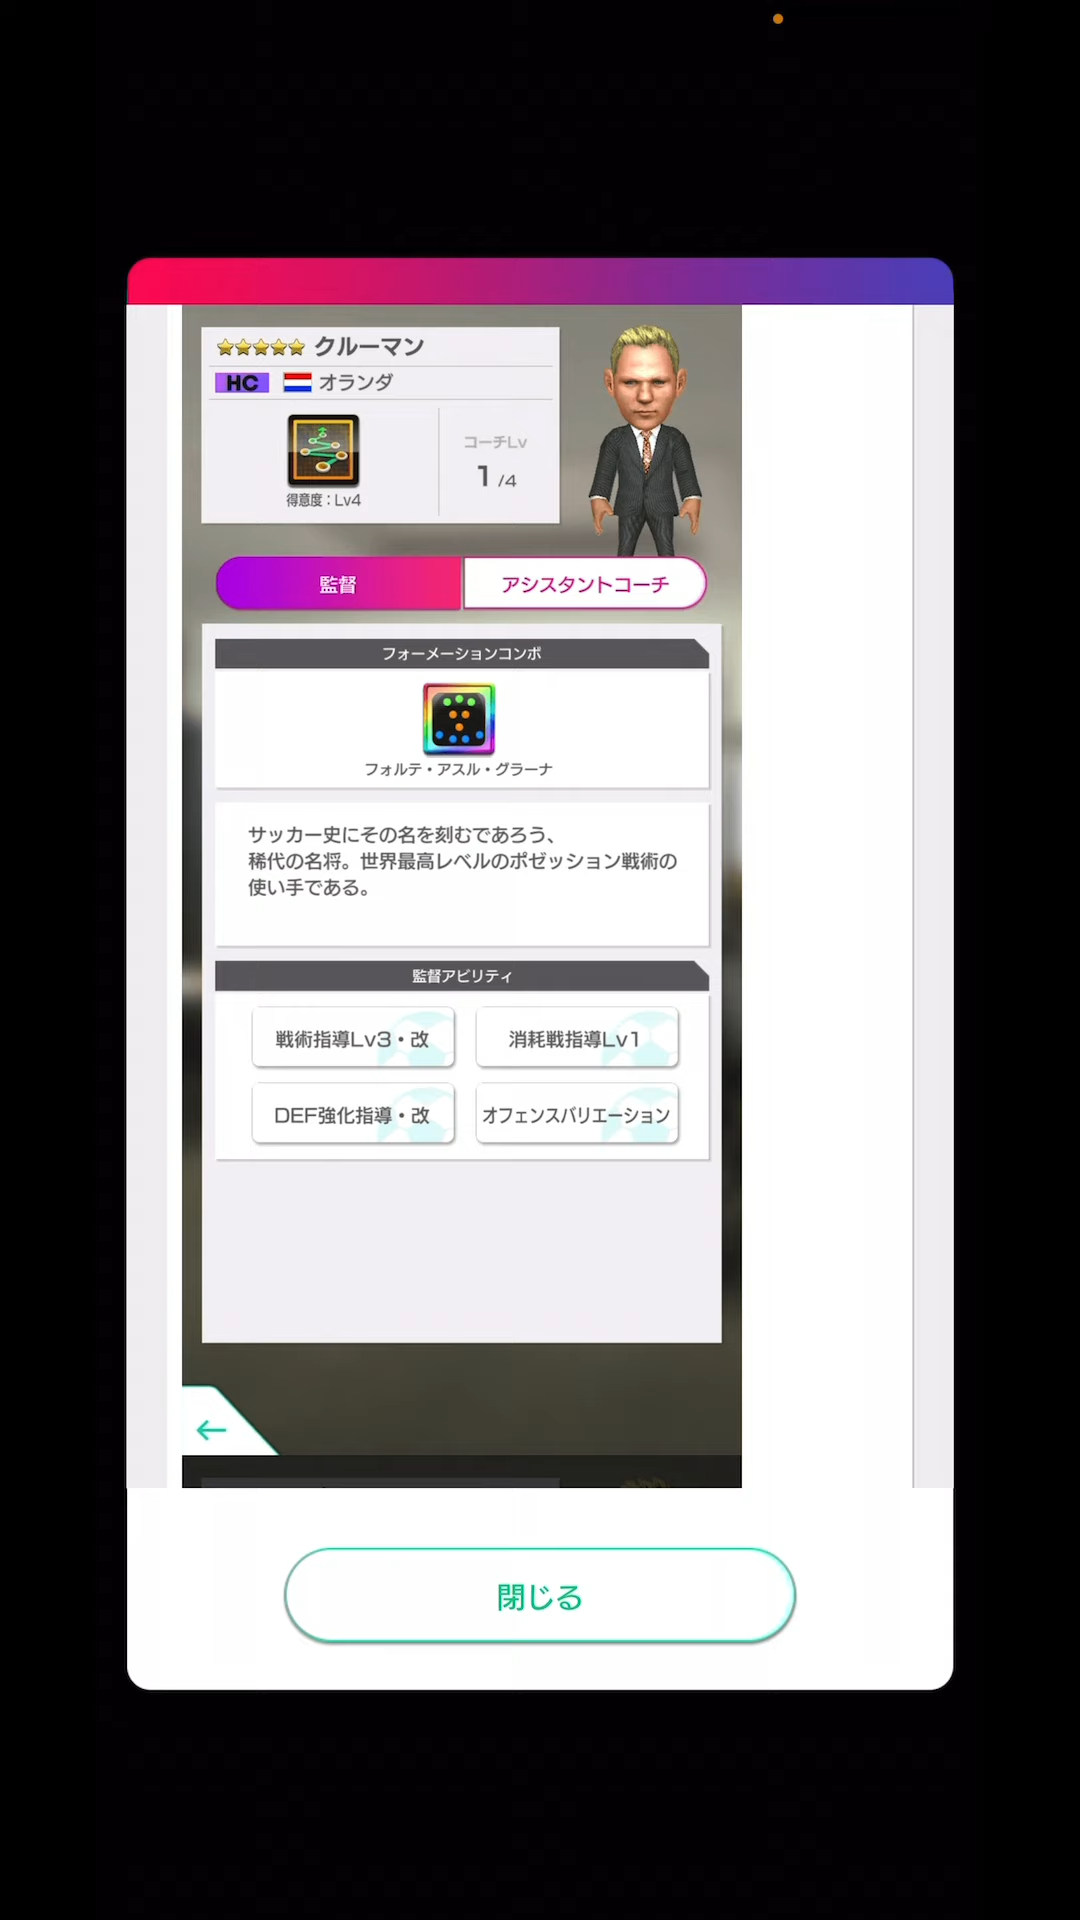 クルーマン
HC オランダ
コーチLv
1/4
得意度：Lv4
監督
アシスタントコーチ
フォーメーションコンボ
フォルテ・アスル・グラーナ
サッカー史にその名を刻むであろう、
稀代の名将。世界最高レベルのポゼッション戦術の
使い手である。
監督アビリティ
戦術指導Lv3・改
消耗戦指導Lv1
DEF強化指導・改
オフェンスバリエーション
閉じる